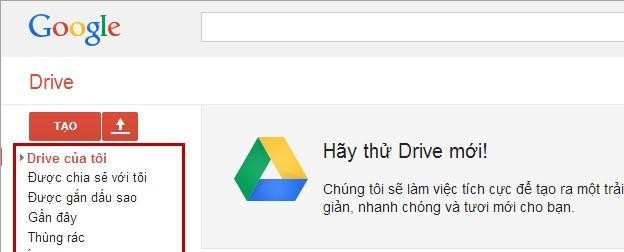 Google
Drive
TẠO
Drive của tôi
Được chia sẻ với tôi
Được gắn dấu sao
Gần đây
Thùng rác
Hãy thử Drive mới!
Chúng tôi sẽ làm việc tích cực để tạo ra một trải
giản, nhanh chóng và tươi mới cho bạn.